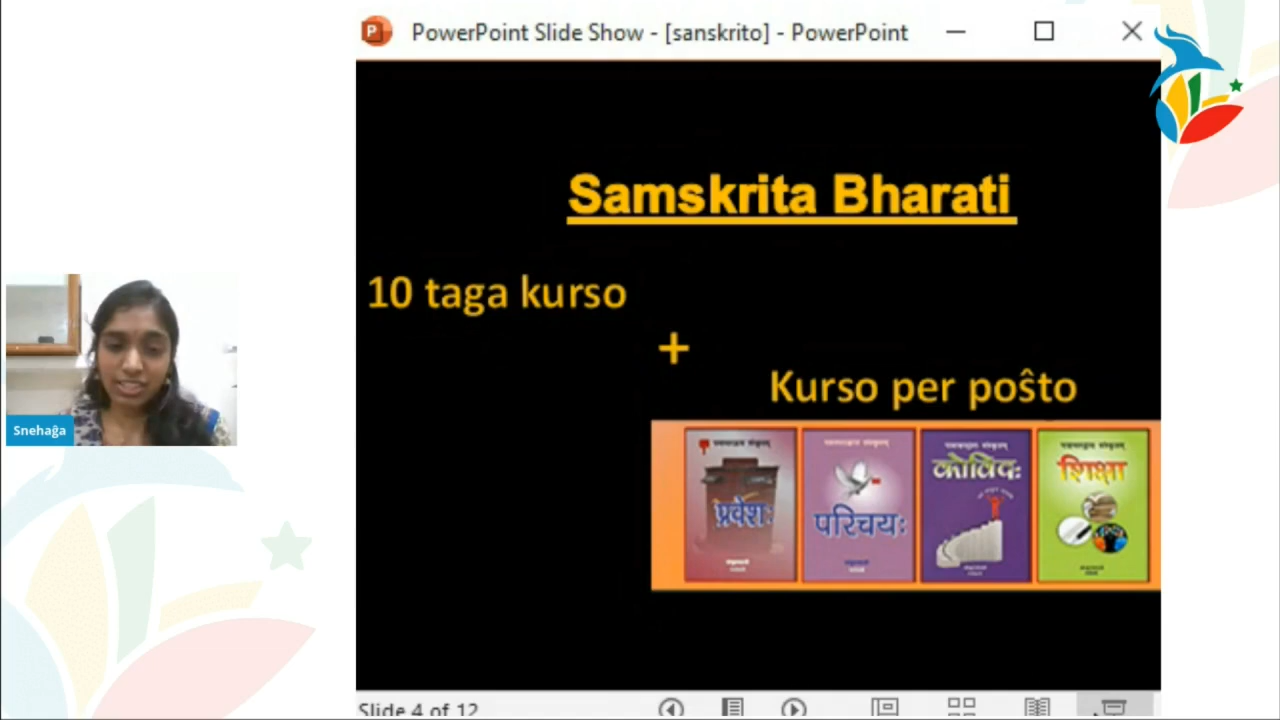 PowerPoint Slide Show - [sanskrito] - PowerPoint
Samskrita Bharati
10 taga kurso
+
Kurso per poŝto
प्रवेशः
परिचयः
कोविदः
शिक्षा
Snehaĝa
Slide 4 of 12